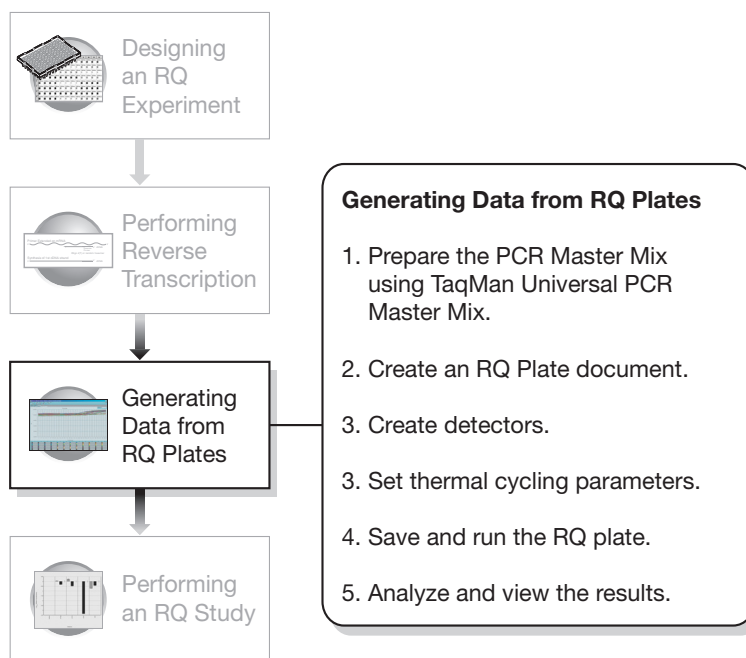 Designing
an RQ
Experiment
Performing
Reverse
Transcription
Generating
Data from
RQ Plates
Performing
an RQ Study
Generating Data from RQ Plates
1. Prepare the PCR Master Mix
using TaqMan Universal PCR
Master Mix.
2. Create an RQ Plate document.
3. Create detectors.
3. Set thermal cycling parameters.
4. Save and run the RQ plate.
5. Analyze and view the results.